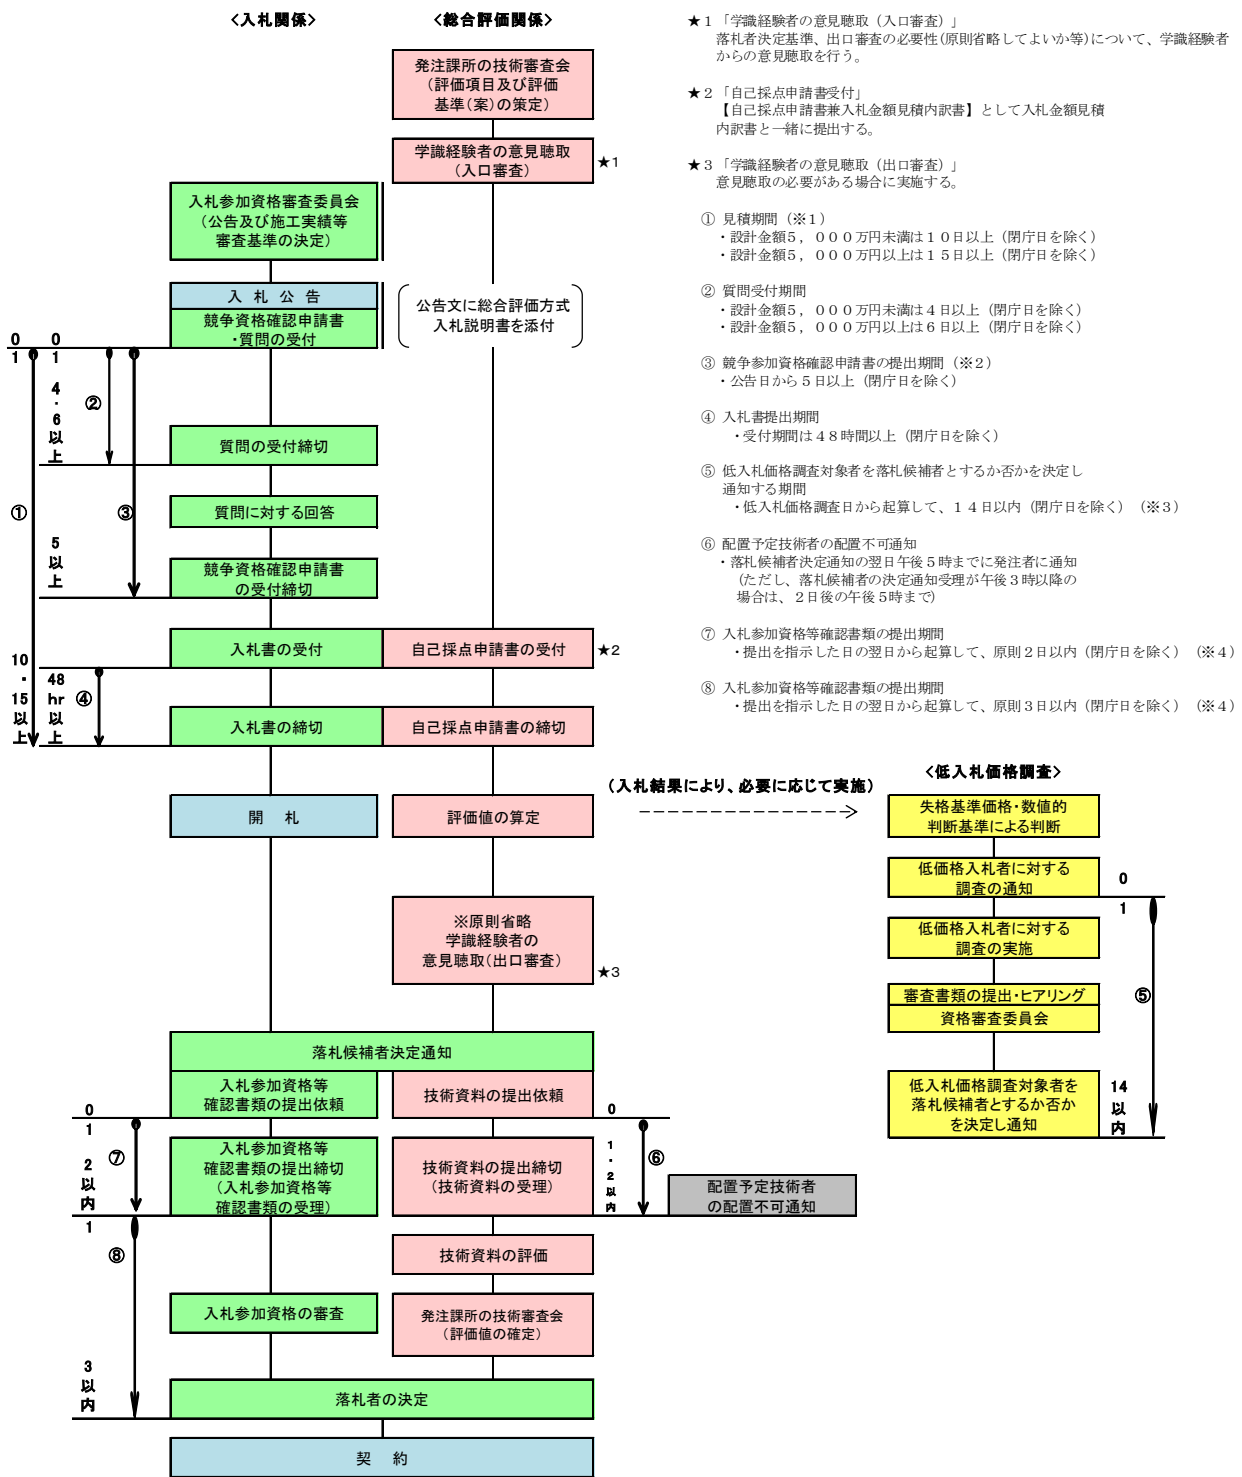 <入札関係>
<総合評価関係>
発注課所の技術審査会
(評価項目及び評価
基準(案)の策定)
学識経験者の意見聴取
(入口審査)
★1
入札参加資格審査委員会
(公告及び施工実績等
審査基準の決定)
入 札 公 告
競争資格確認申請書
・質問の受付
公告文に総合評価方式
入札説明書を添付
0
0
1
1
4・6以上
②
質問の受付締切
①
③
質問に対する回答
5以上
競争資格確認申請書
の受付締切
入札書の受付
自己採点申請書の受付
★2
10・15以上
48hr以上
④
入札書の締切
自己採点申請書の締切
開 札
評価値の算定
(入札結果により、必要に応じて実施)
※原則省略
学識経験者の
意見聴取(出口審査)
★3
落札候補者決定通知
入札参加資格等
確認書類の提出依頼
技術資料の提出依頼
0
0
1
2以内
⑦
入札参加資格等
確認書類の提出締切
(入札参加資格等
確認書類の受理)
技術資料の提出締切
(技術資料の受理)
1・2以内
⑥
配置予定技術者
の配置不可通知
1
⑧
技術資料の評価
入札参加資格の審査
発注課所の技術審査会
(評価値の確定)
3以内
落札者の決定
契 約
★1「学識経験者の意見聴取(入口審査)」
落札者決定基準、出口審査の必要性(原則省略してよいか等)について、学識経験者
からの意見聴取を行う。
★2「自己採点申請書受付」
【自己採点申請書兼入札金額見積内訳書】として入札金額見積
内訳書と一緒に提出する。
★3「学識経験者の意見聴取(出口審査)」
意見聴取の必要がある場合に実施する。
① 見積期間(※1)
・設計金額5,000万円未満は10日以上(閉庁日を除く)
・設計金額5,000万円以上は15日以上(閉庁日を除く)
② 質問受付期間
・設計金額5,000万円未満は4日以上(閉庁日を除く)
・設計金額5,000万円以上は6日以上(閉庁日を除く)
③ 競争参加資格確認申請書の提出期間(※2)
・公告日から5日以上(閉庁日を除く)
④ 入札書提出期間
・受付期間は48時間以上(閉庁日を除く)
⑤ 低入札価格調査対象者を落札候補者とするか否かを決定し
通知する期間
・低入札価格調査日から起算して、14日以内(閉庁日を除く)(※3)
⑥ 配置予定技術者の配置不可通知
・落札候補者決定通知の翌日午後5時までに発注者に通知
(ただし、落札候補者の決定通知受理が午後3時以降の
場合は、2日後の午後5時まで)
⑦ 入札参加資格等確認書類の提出期間
・提出を指示した日の翌日から起算して、原則2日以内(閉庁日を除く)(※4)
⑧ 入札参加資格等確認書類の提出期間
・提出を指示した日の翌日から起算して、原則3日以内(閉庁日を除く)(※4)
<低入札価格調査>
失格基準価格・数値的
判断基準による判断
低価格入札者に対する
調査の通知
0
1
低価格入札者に対する
調査の実施
審査書類の提出・ヒアリング
資格審査委員会
⑤
低入札価格調査対象者を
落札候補者とするか否か
を決定し通知
14以内